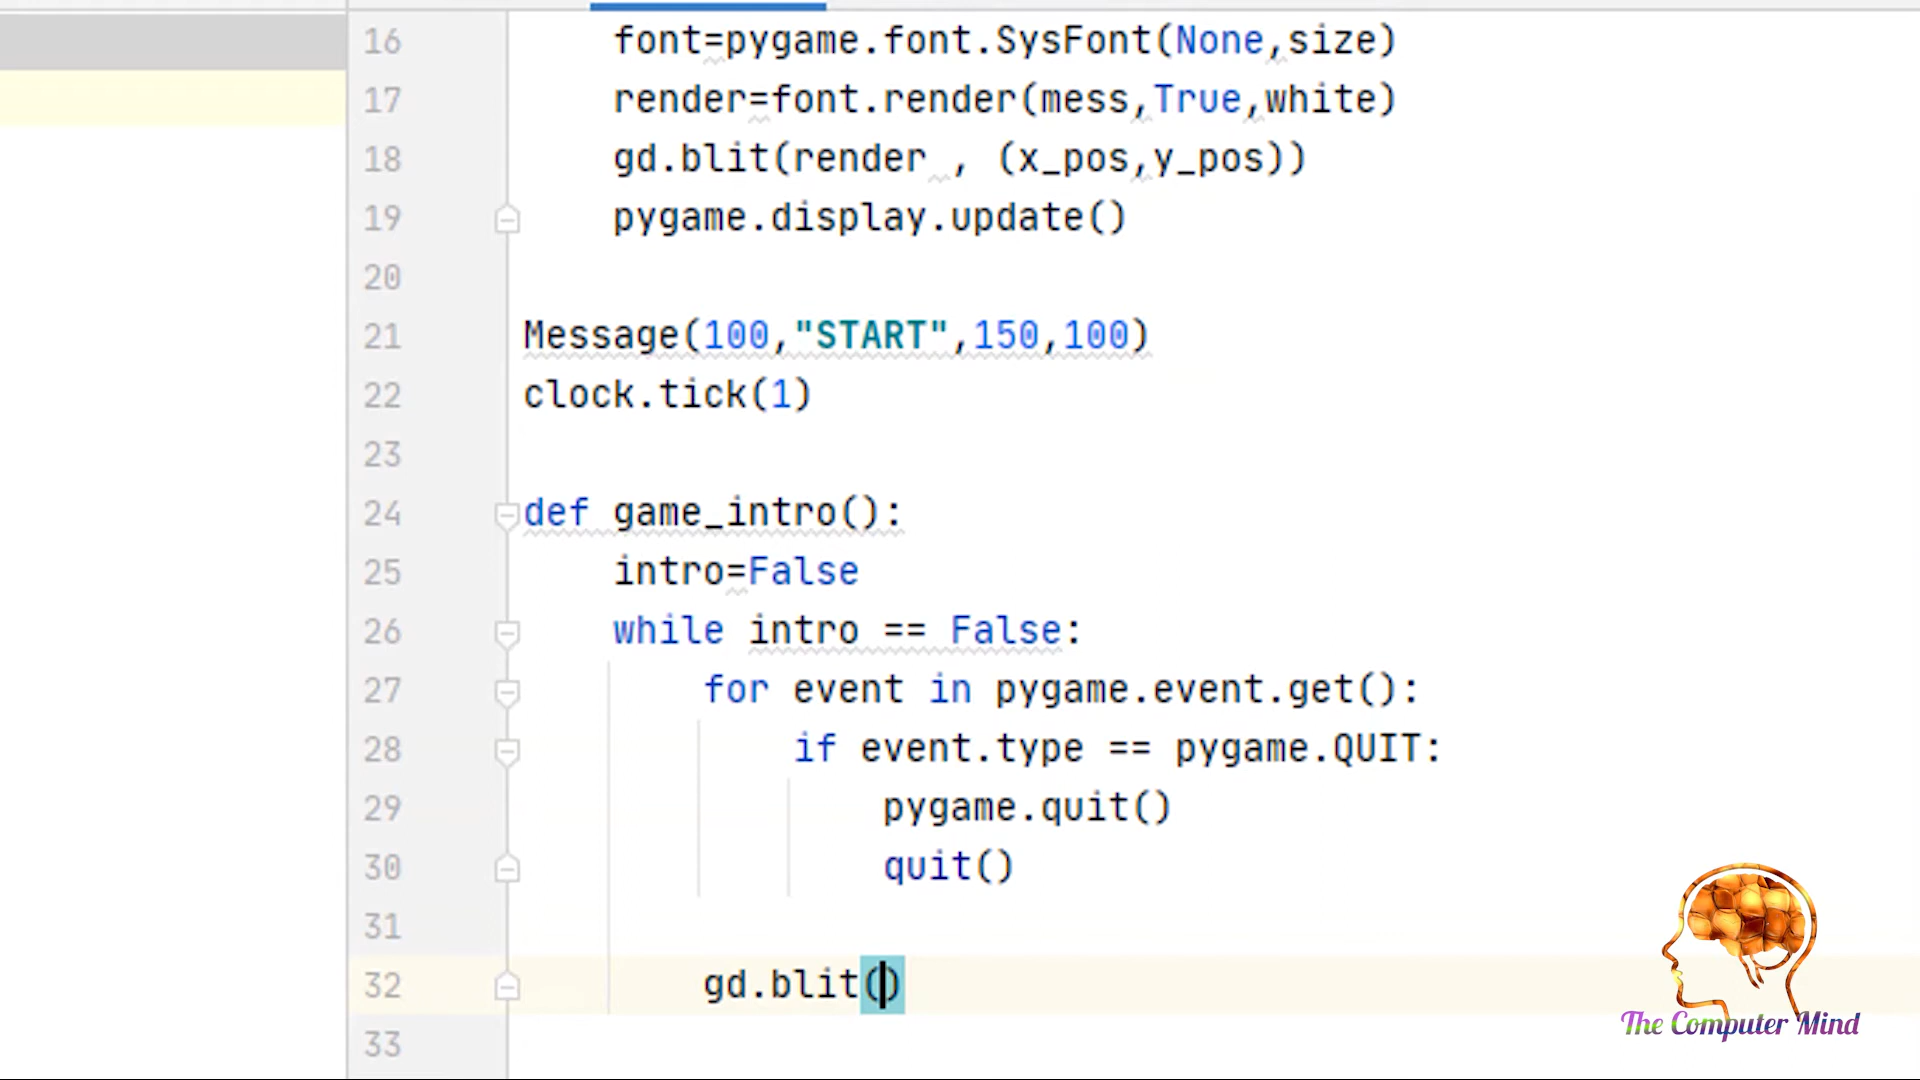 16 font=pygame.font.SysFont(None,size)
17 render=font.render(mess,True,white)
18 gd.blit(render , (x_pos,y_pos))
19 pygame.display.update()
20
21 Message(100,"START",150,100)
22 clock.tick(1)
23
24 def game_intro():
25 intro=False
26 while intro == False:
27 for event in pygame.event.get():
28 if event.type == pygame.QUIT:
29 pygame.quit()
30 quit()
31
32 gd.blit()
33
The Computer Mind